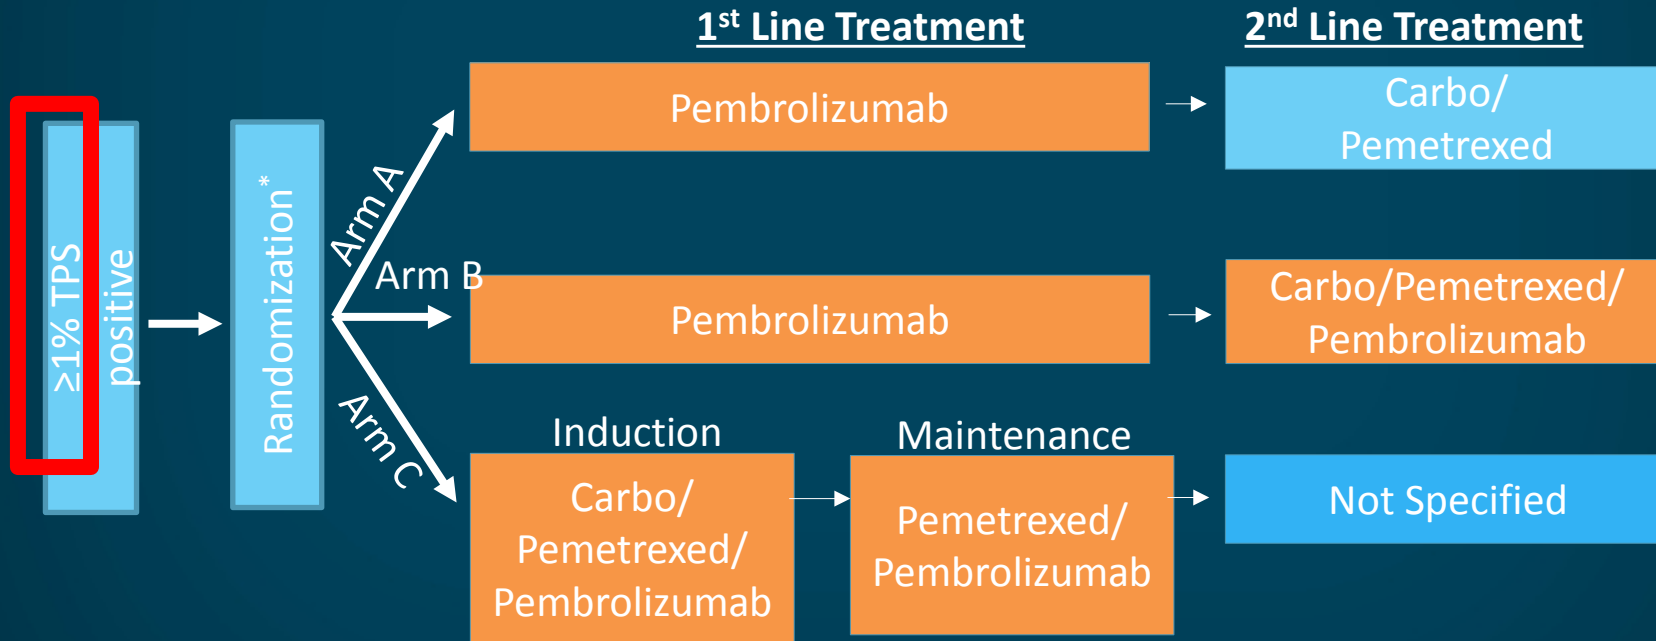 1st Line Treatment
2nd Line Treatment
≥1% TPS
positive
Randomization*
Arm A
Pembrolizumab
Carbo/
Pemetrexed
Arm B
Pembrolizumab
Carbo/Pemetrexed/
Pembrolizumab
Arm C
Induction
Carbo/
Pemetrexed/
Pembrolizumab
Maintenance
Pemetrexed/
Pembrolizumab
Not Specified